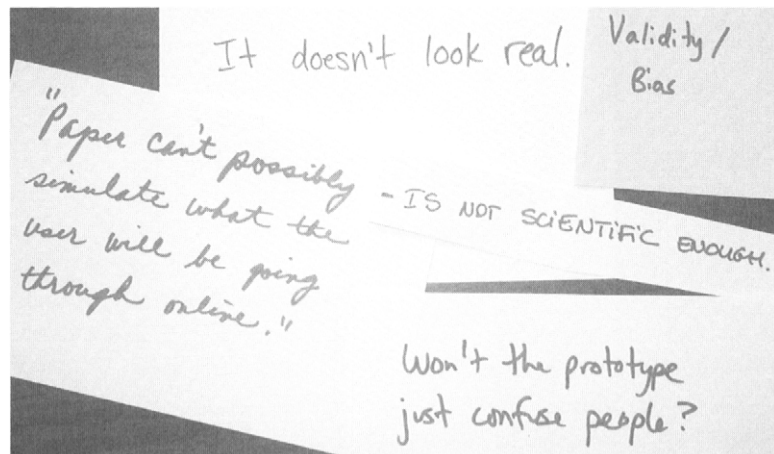 It doesn't look real.
Validity /
Bias
"Paper can't possibly
simulate what the
user will be going
through online."
- IS NOT SCIENTIFIC ENOUGH.
Won't the prototype
just confuse people?